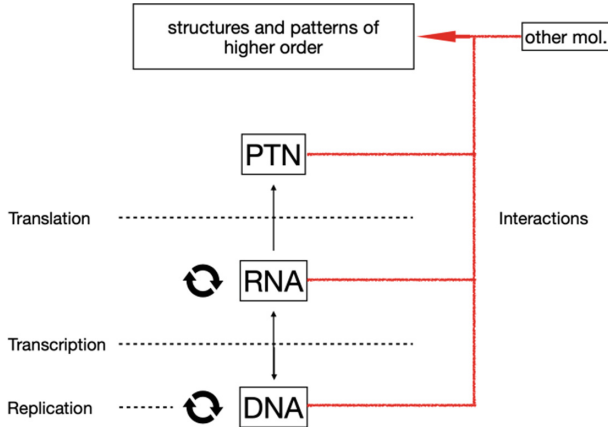 structures and patterns of
higher order
other mol.
PTN
Translation
Interactions
RNA
Transcription
Replication
DNA